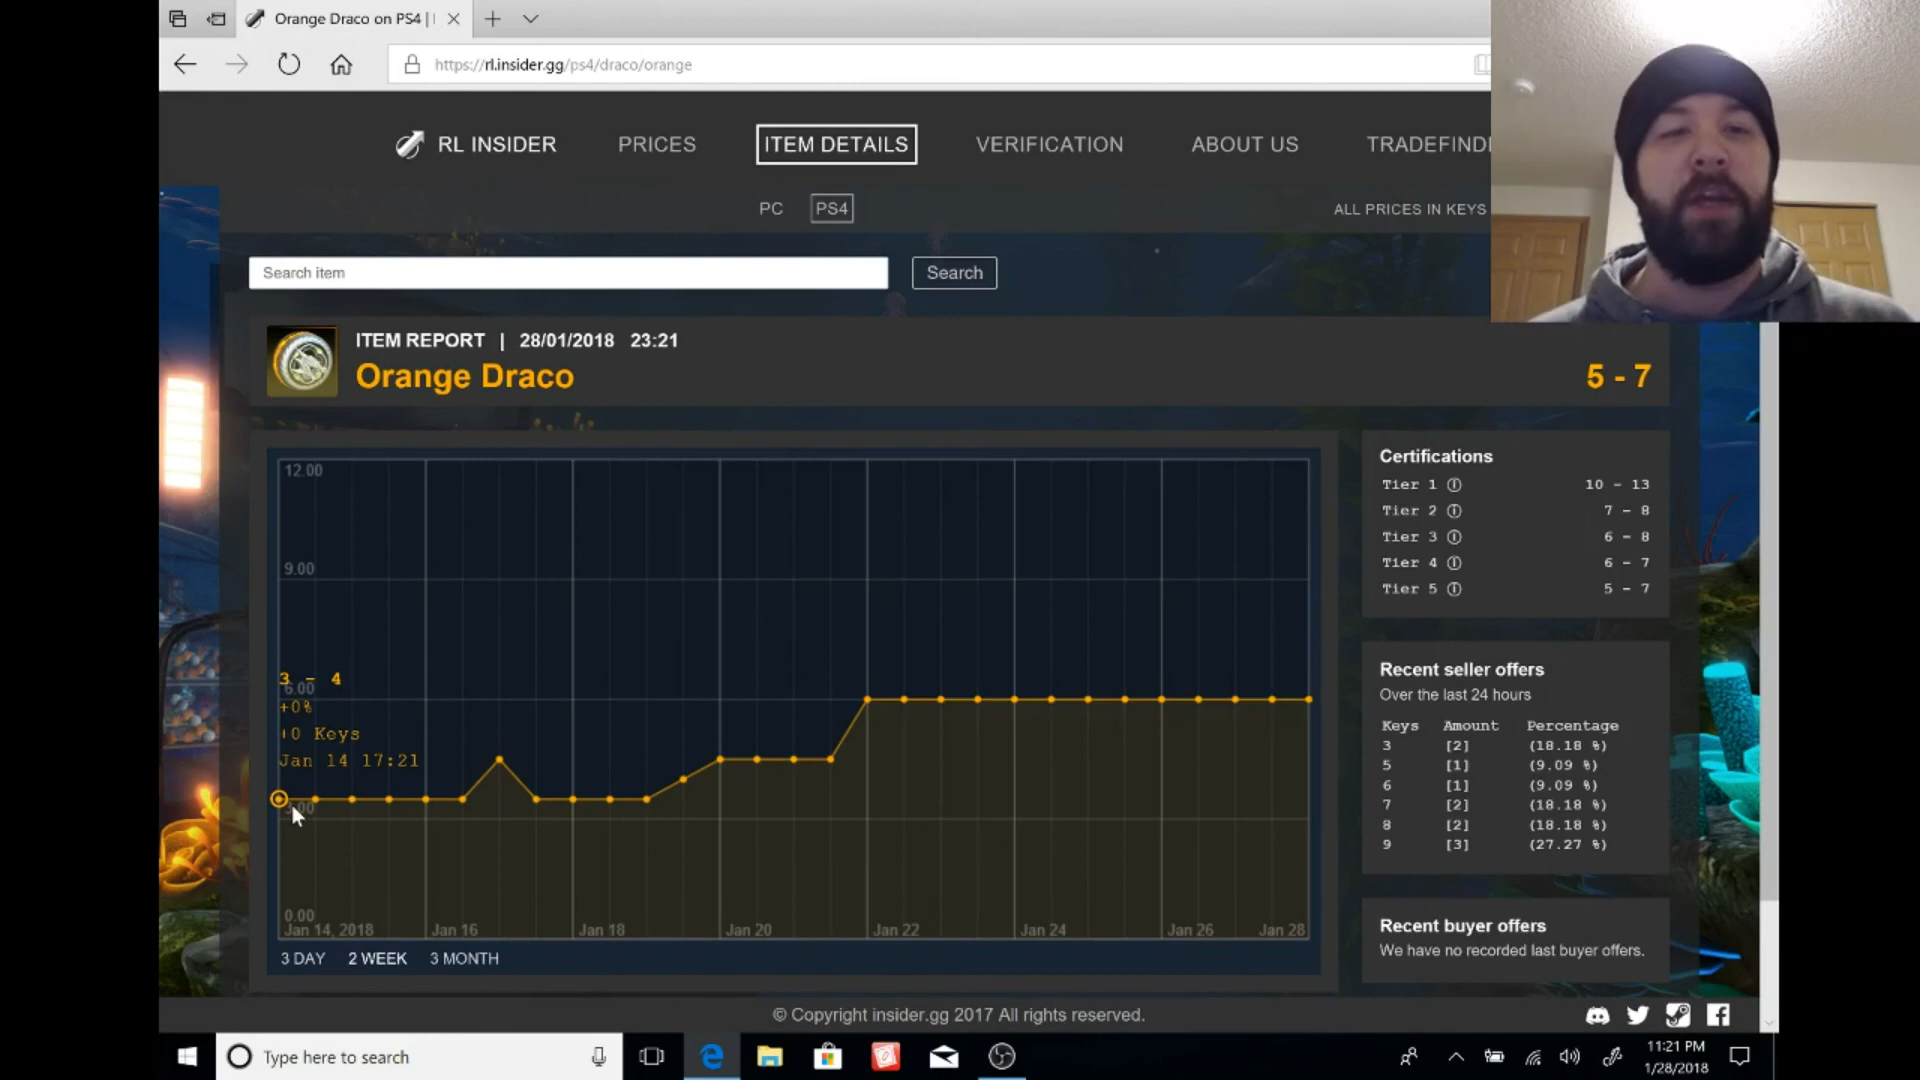 Orange Draco on PS4 |
https://rl.insider.gg/ps4/draco/orange
RL INSIDER
PRICES
ITEM DETAILS
VERIFICATION
ABOUT US
TRADEFIND
PC
PS4
ALL PRICES IN KEYS
Search item
Search
ITEM REPORT | 28/01/2018 23:21
Orange Draco
5 - 7
12.00
9.00
6.00
3.00
0.00
3 - 4
+0%
+0 Keys
Jan 14 17:21
Jan 14, 2018
Jan 16
Jan 18
Jan 20
Jan 22
Jan 24
Jan 26
Jan 28
3 DAY
2 WEEK
3 MONTH
Certifications
Tier 1 10 - 13
Tier 2 7 - 8
Tier 3 6 - 8
Tier 4 6 - 7
Tier 5 5 - 7
Recent seller offers
Over the last 24 hours
Keys Amount Percentage
3 [2] (18.18 %)
5 [1] (9.09 %)
6 [1] (9.09 %)
7 [2] (18.18 %)
8 [2] (18.18 %)
9 [3] (27.27 %)
Recent buyer offers
We have no recorded last buyer offers.
© Copyright insider.gg 2017 All rights reserved.
Type here to search
11:21 PM
1/28/2018